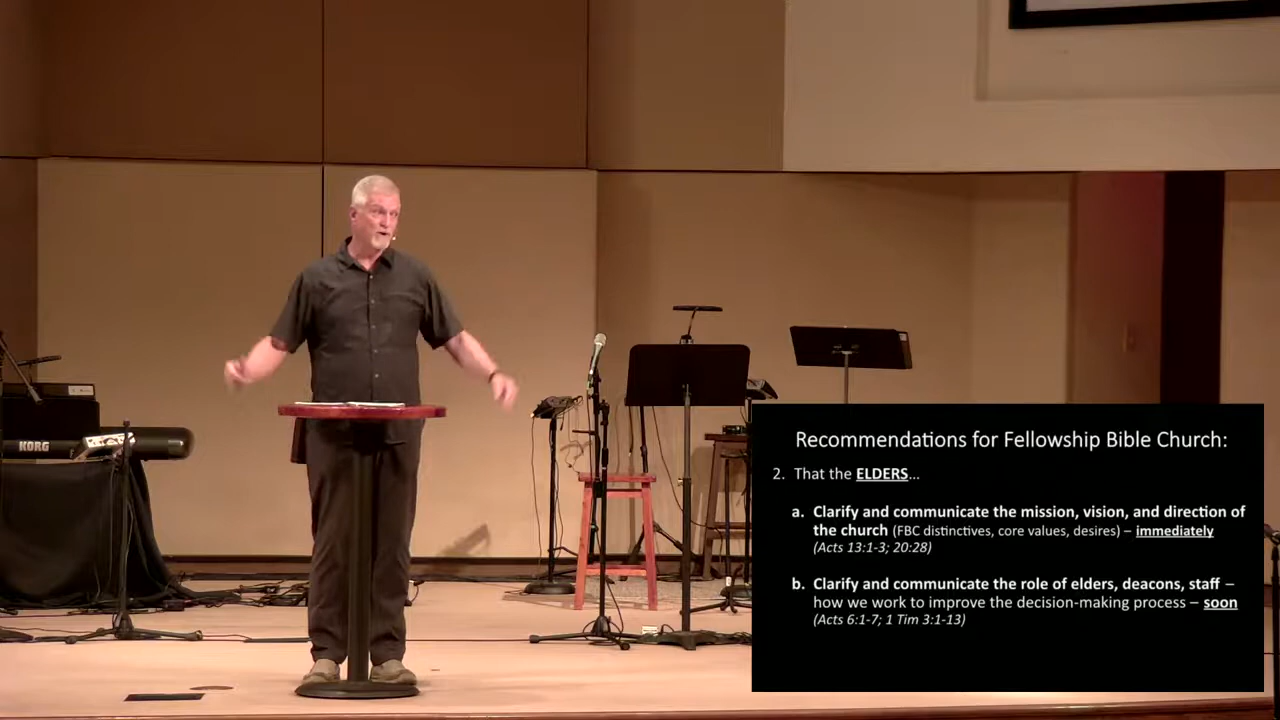 KORG
Recommendations for Fellowship Bible Church:
2. That the ELDERS...
a. Clarify and communicate the mission, vision, and direction of
the church (FBC distinctives, core values, desires) – immediately
(Acts 13:1-3; 20:28)
b. Clarify and communicate the role of elders, deacons, staff –
how we work to improve the decision-making process – soon
(Acts 6:1-7; 1 Tim 3:1-13)